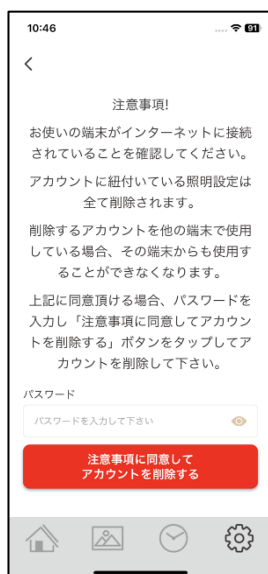 10:46
91
注意事項!
お使いの端末がインターネットに接続
されていることを確認してください。
アカウントに紐付いている照明設定は
全て削除されます。
削除するアカウントを他の端末で使用
している場合、その端末からも使用す
ることができなくなります。
上記に同意頂ける場合、パスワードを
入力し「注意事項に同意してアカウン
トを削除する」ボタンをタップしてア
カウントを削除して下さい。
パスワード
パスワードを入力して下さい
注意事項に同意して
アカウントを削除する